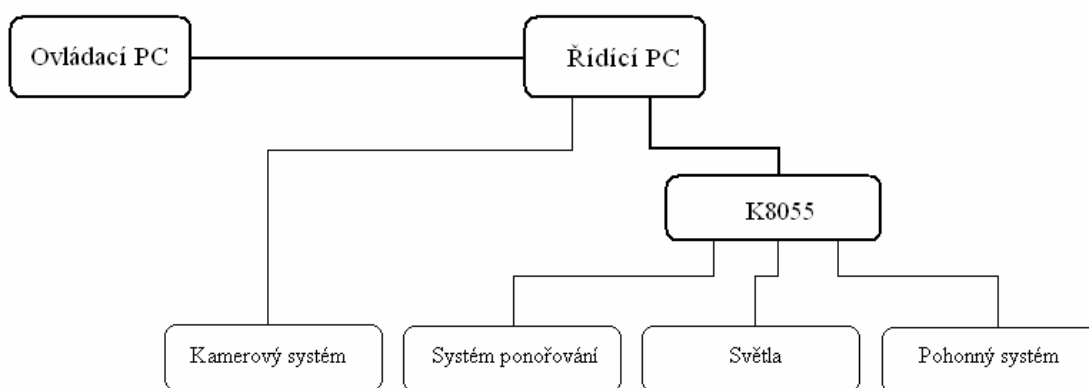 Ovládací PC
Řídící PC
K8055
Kamerový systém
Systém ponořování
Světla
Pohonný systém